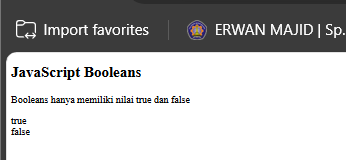 Import favorites
ERWAN MAJID | Sp.
JavaScript Booleans
Booleans hanya memiliki nilai true dan false
true
false